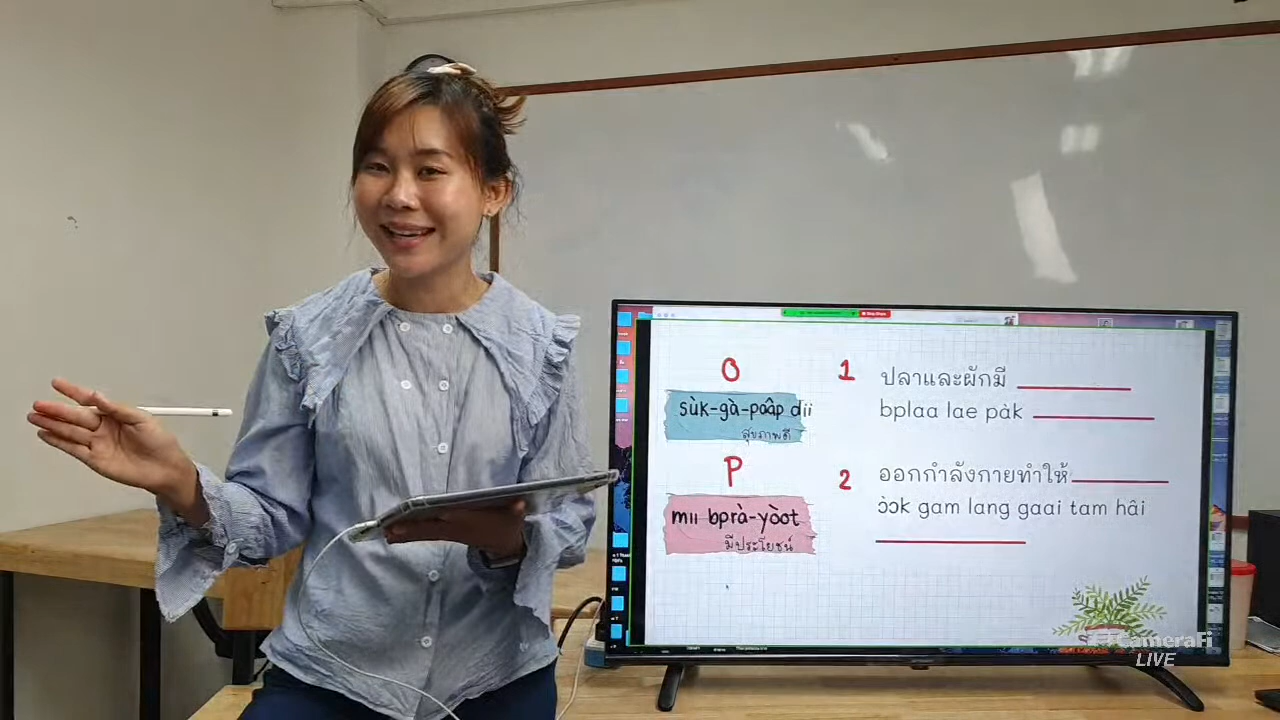 O
sùk-gà-paâp dii
สุขภาพดี
P
mii bprà-yòot
มีประโยชน์
1
ปลาและผักมี
bplaa lae pàk
2
ออกกำลังกายทำให้
ɔ̀ɔk gam lang gaai tam hâi
CameraFi
LIVE